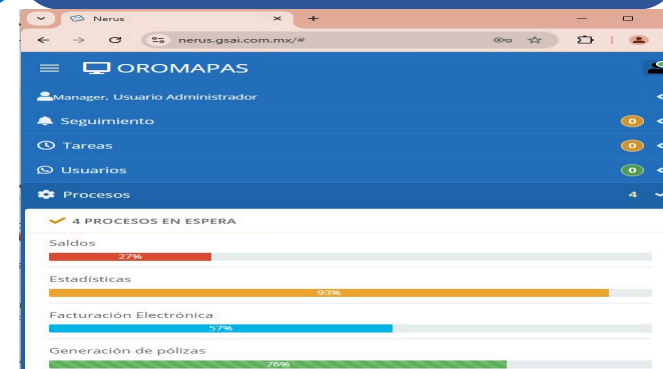 Nerus
nerus.gsai.com.mx/#
OROMAPAS
Manager, Usuario Administrador
Seguimiento 0
Tareas 0
Usuarios 0
Procesos 4
4 PROCESOS EN ESPERA
Saldos
27%
Estadísticas
93%
Facturación Electrónica
57%
Generación de pólizas
76%